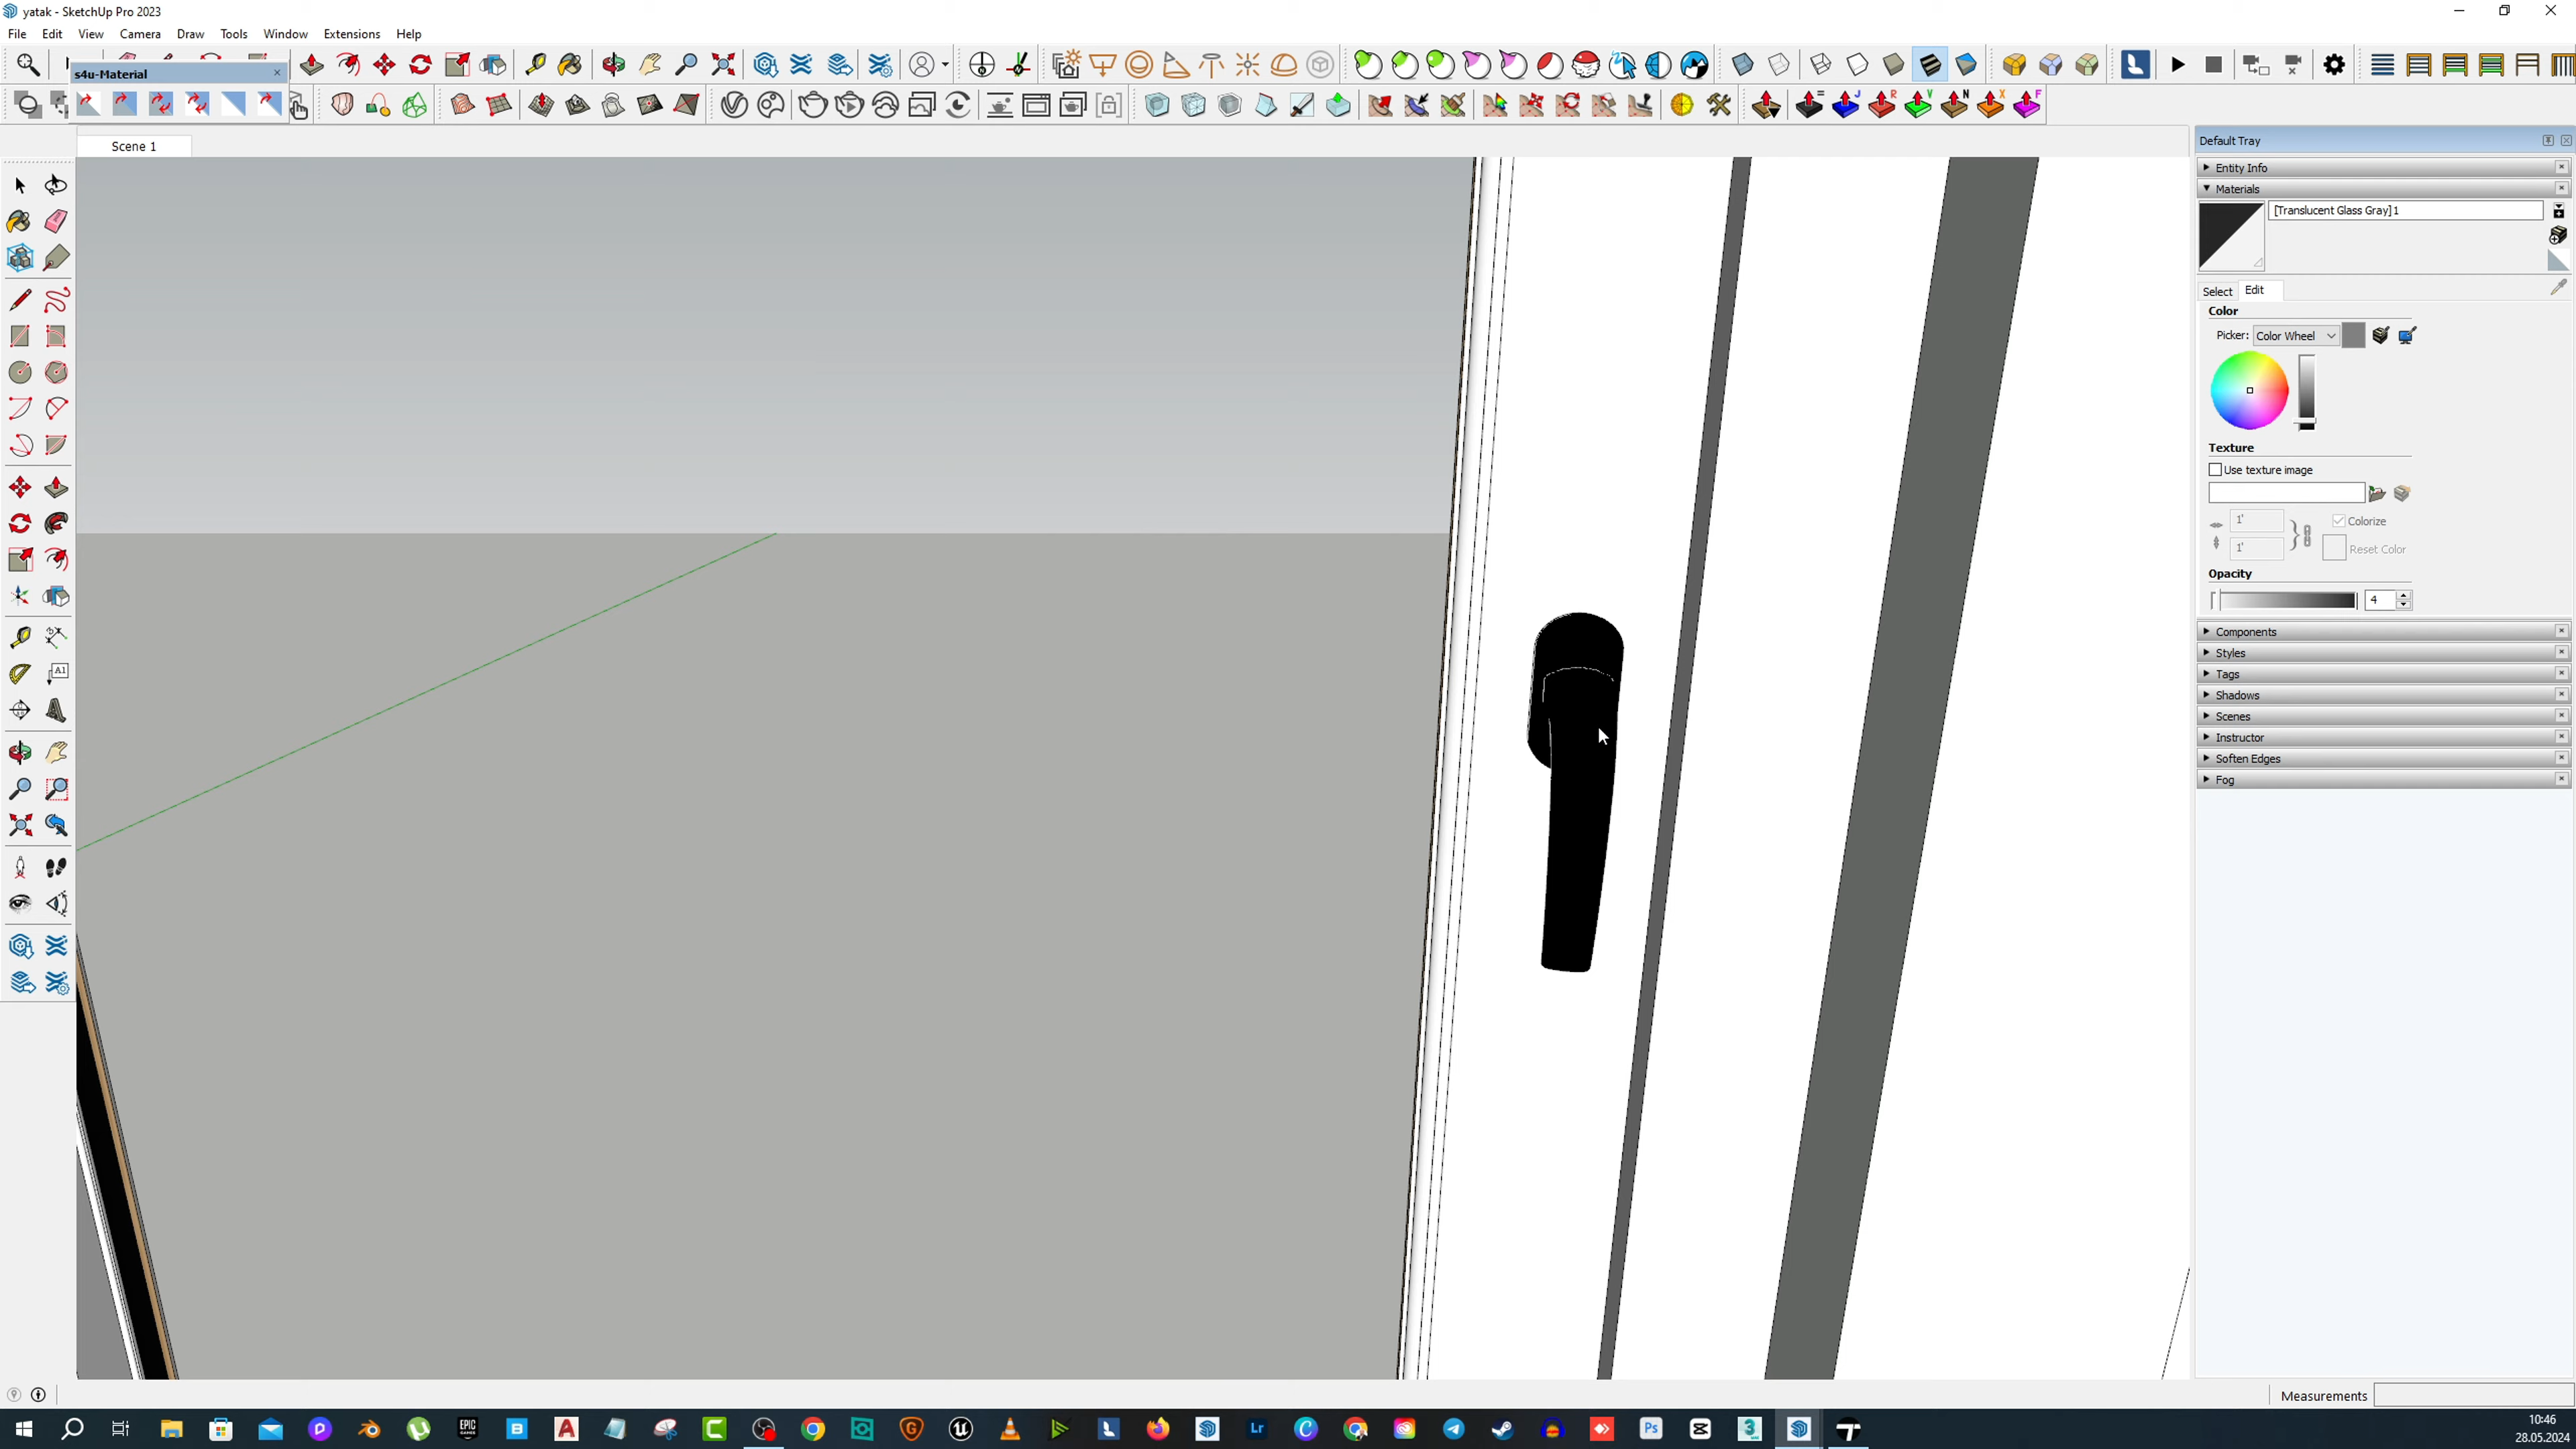 yatak - SketchUp Pro 2023
File Edit View Camera Draw Tools Window Extensions Help
s4u-Material
Scene 1
Default Tray
Entity Info
Materials
[Translucent Glass Gray]1
Select Edit
Color
Picker: Color Wheel
Texture
Use texture image
1'
Colorize
1'
Reset Color
Opacity
4
Components
Styles
Tags
Shadows
Scenes
Instructor
Soften Edges
Fog
Measurements
10:46
28.05.2024